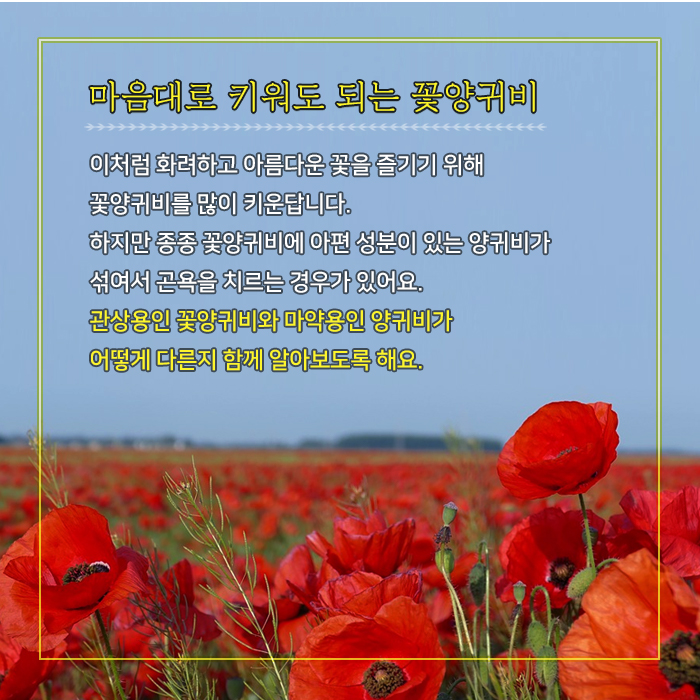 마음대로 키워도 되는 꽃양귀비
이처럼 화려하고 아름다운 꽃을 즐기기 위해
꽃양귀비를 많이 키운답니다.
하지만 종종 꽃양귀비에 아편 성분이 있는 양귀비가
섞여서 곤욕을 치르는 경우가 있어요.
관상용인 꽃양귀비와 마약용인 양귀비가
어떻게 다른지 함께 알아보도록 해요.